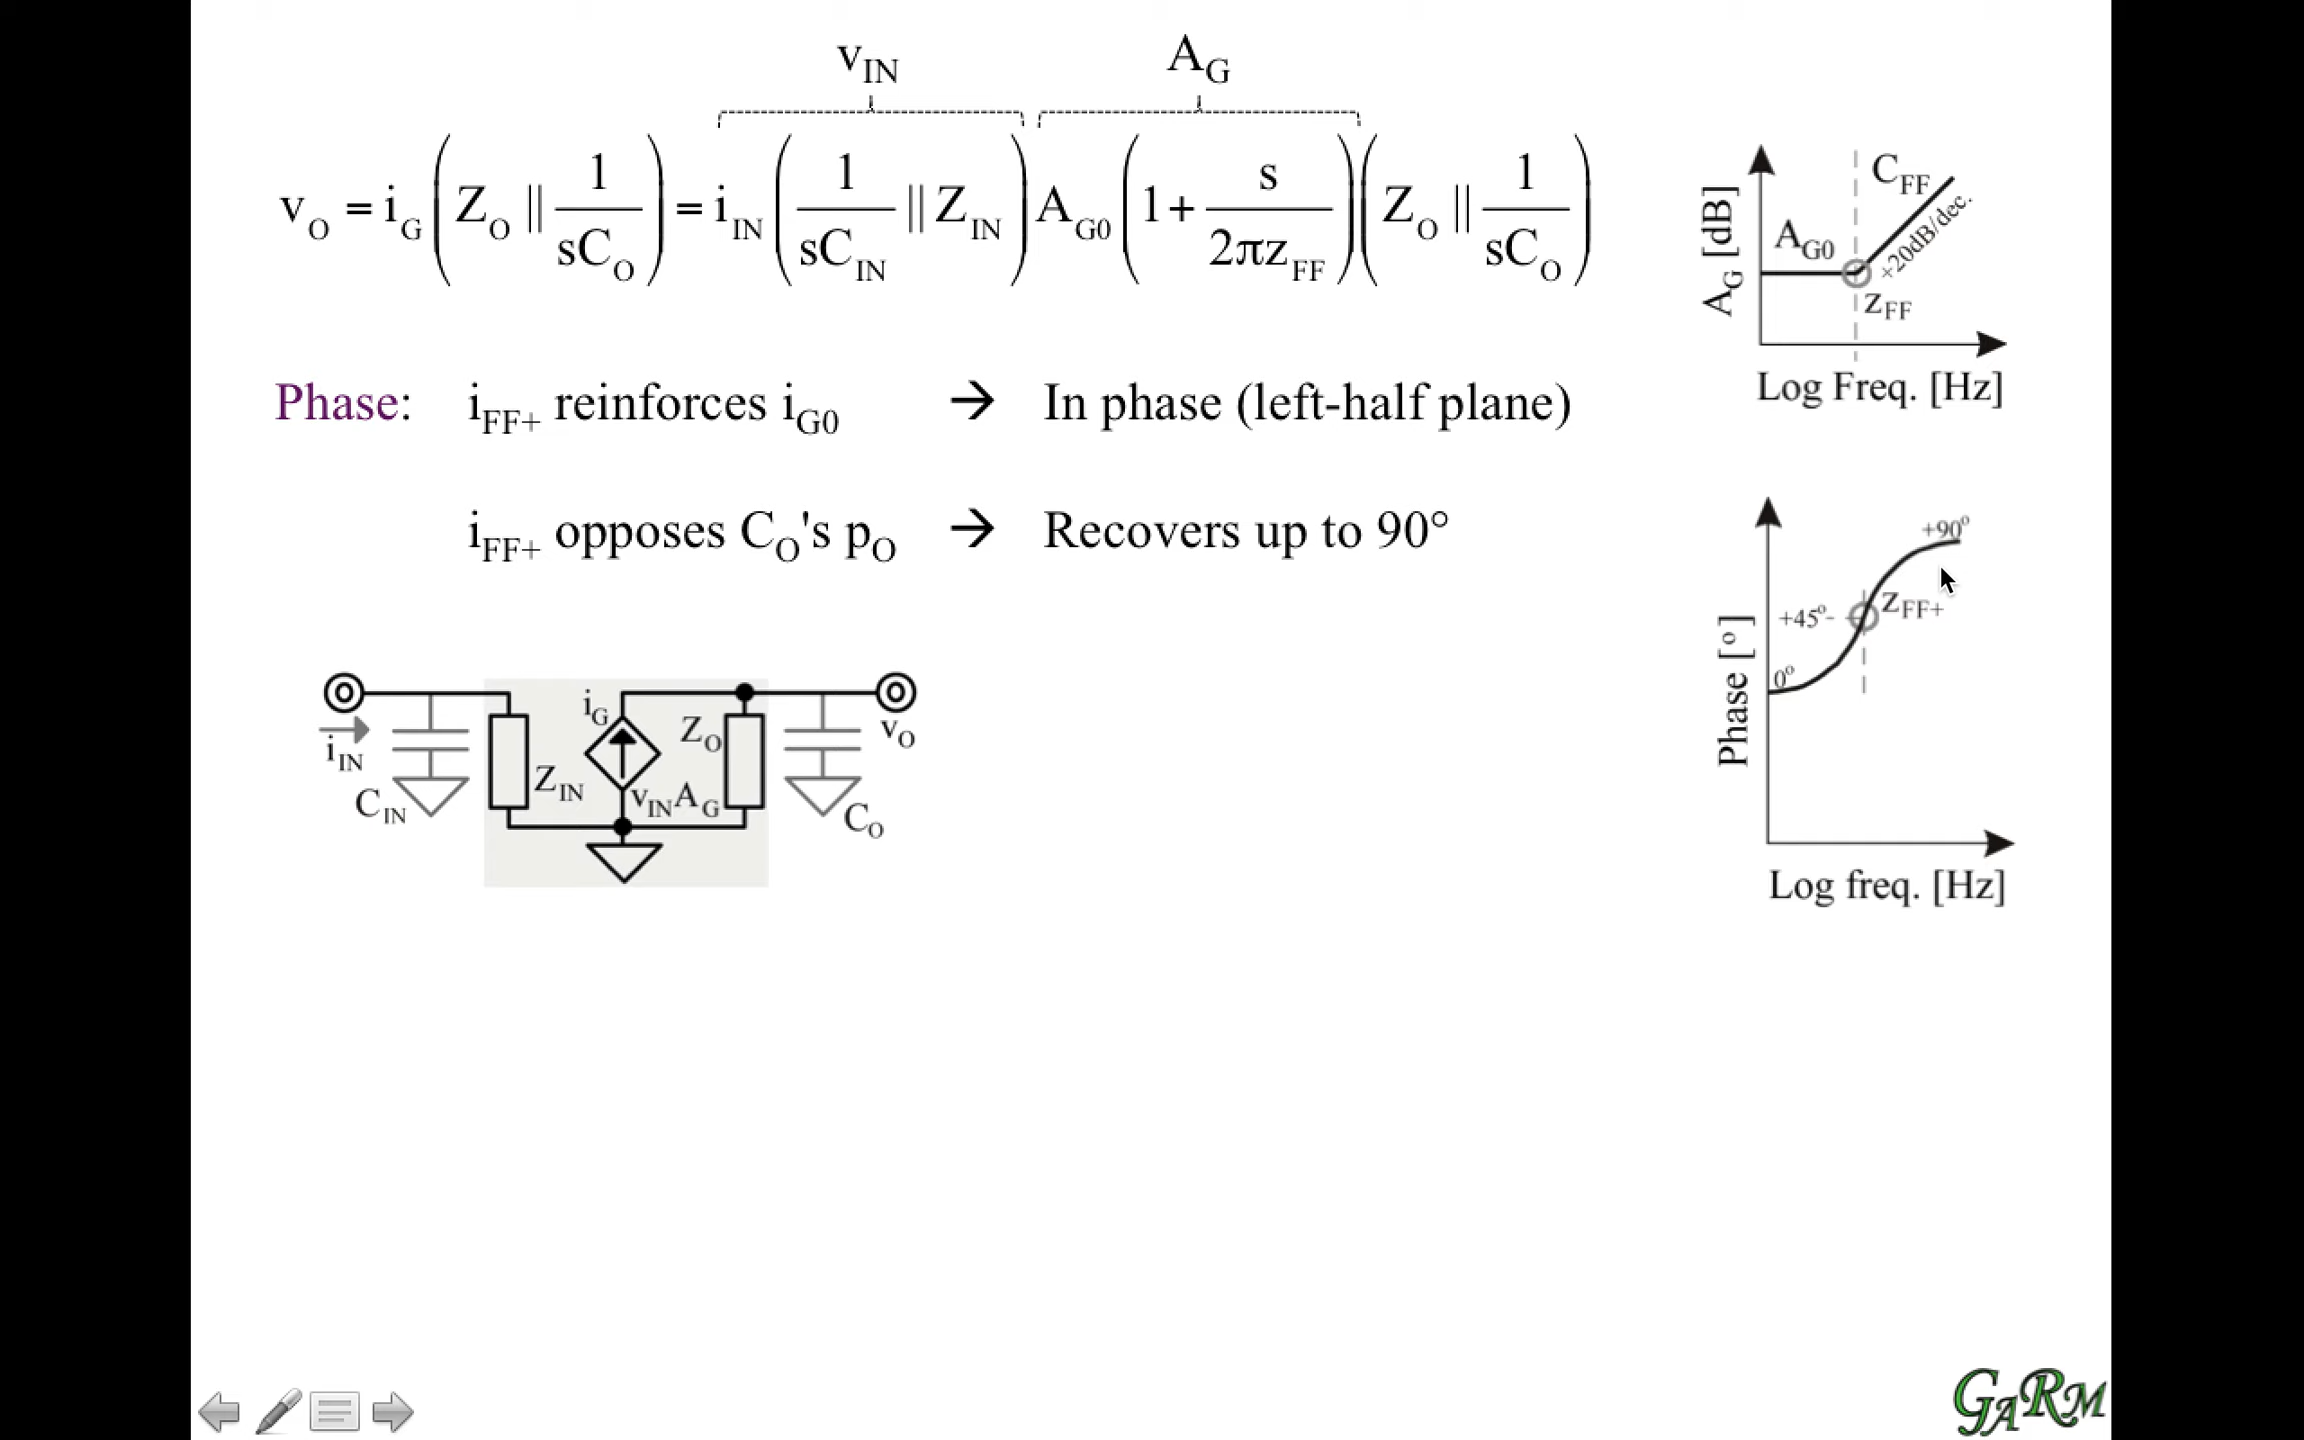 v_IN A_G
v_O = i_G (Z_O || 1/sC_O) = i_IN (1/sC_IN || Z_IN) A_G0 (1 + s/2πz_FF) (Z_O || 1/sC_O)
Phase: i_FF+ reinforces i_G0 → In phase (left-half plane)
i_FF+ opposes C_O's p_O → Recovers up to 90°
i_IN
C_IN
Z_IN
i_G
v_IN A_G
Z_O
C_O
v_O
A_G [dB]
A_G0
C_FF
+20dB/dec.
z_FF
Log Freq. [Hz]
Phase [°]
+90°
+45°
z_FF+
0°
Log freq. [Hz]
GARM